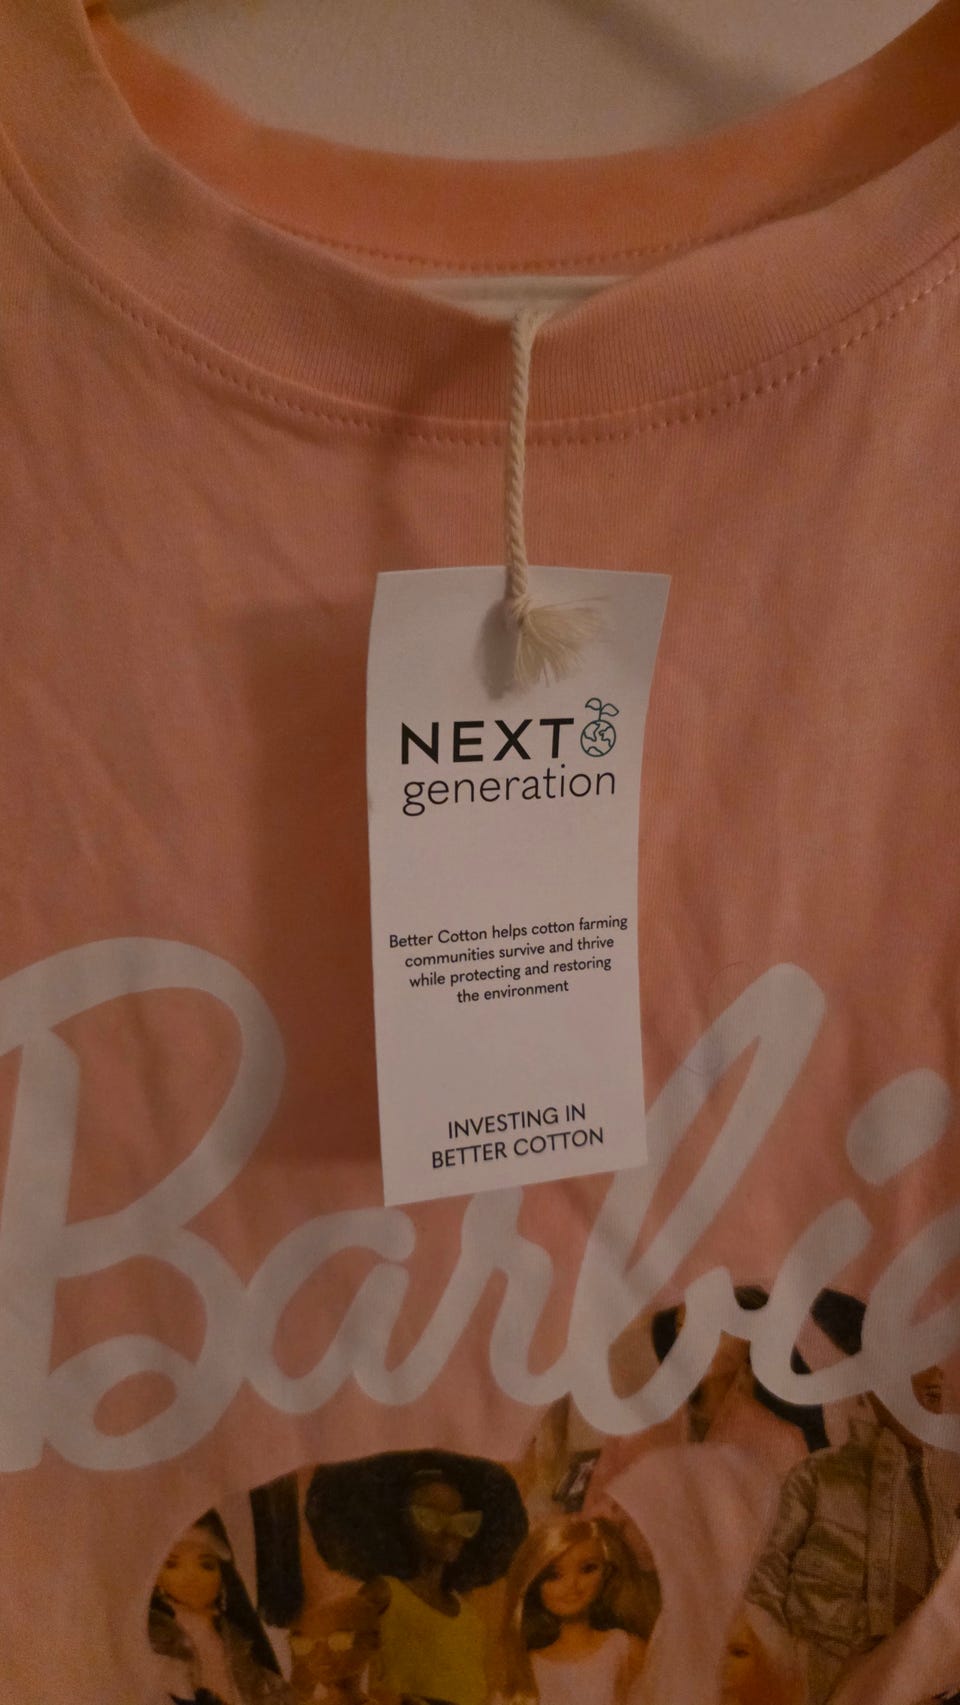 NEXT
generation
Better Cotton helps cotton farming
communities survive and thrive
while protecting and restoring
the environment
INVESTING IN
BETTER COTTON
Barbie